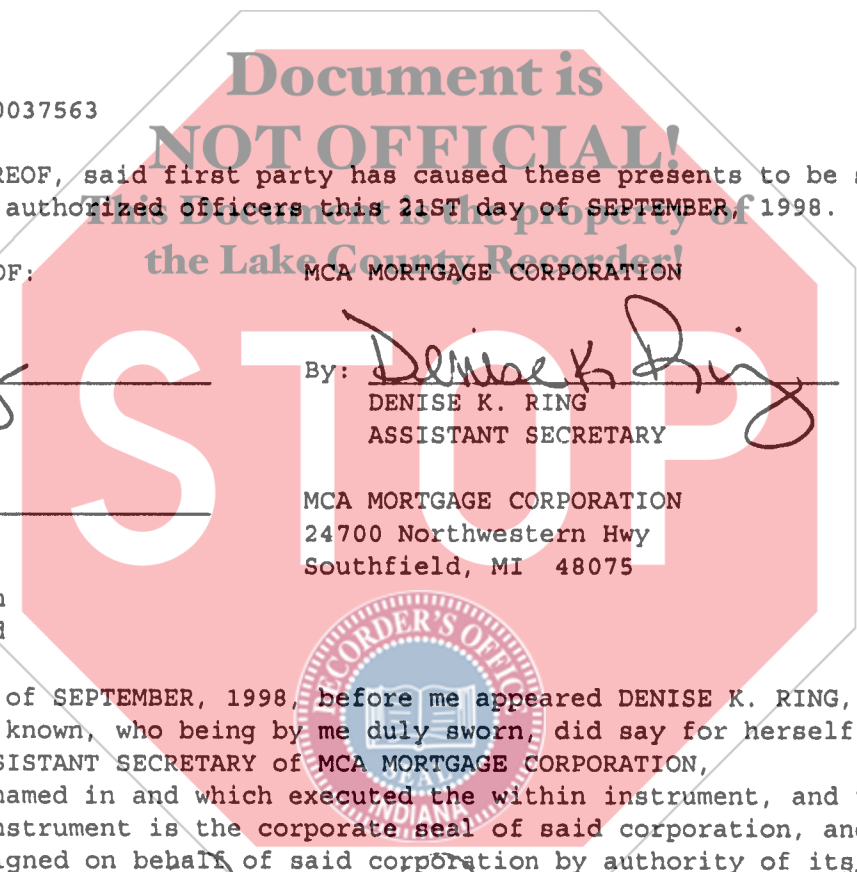 Document is
0037563
NOT OFFICIAL!
REOF, said first party has caused these presents to be s
authorized officers this 21ST day of SEPTEMBER, 1998.
This Document is the property of
the Lake County Recorder!
OF: MCA MORTGAGE CORPORATION
STOP
By: Denise K Ring
DENISE K. RING
ASSISTANT SECRETARY
MCA MORTGAGE CORPORATION
24700 Northwestern Hwy
Southfield, MI 48075
RECORDER'S OFFICE
SEAL
INDIANA
of SEPTEMBER, 1998, before me appeared DENISE K. RING,
known, who being by me duly sworn, did say for herself
SISTANT SECRETARY of MCA MORTGAGE CORPORATION,
named in and which executed the within instrument, and
nstrument is the corporate seal of said corporation, and
igned on behalf of said corporation by authority of its